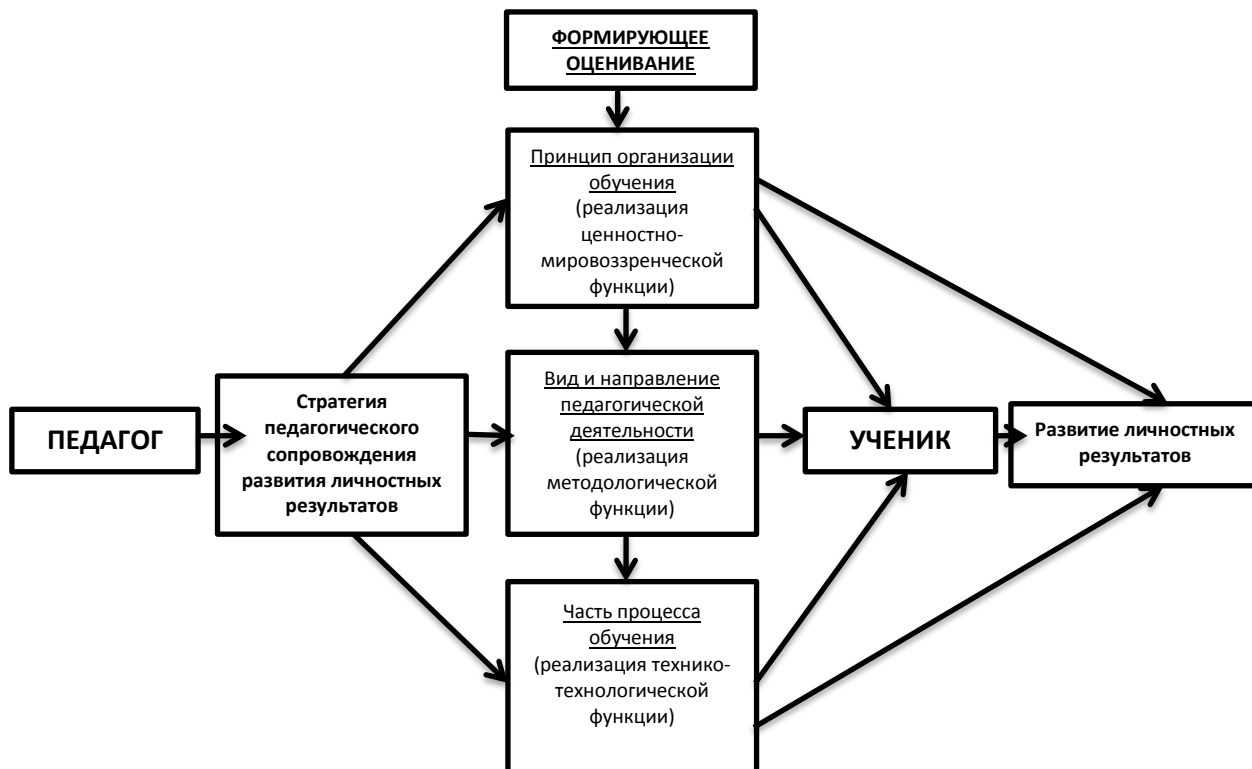 ФОРМИРУЮЩЕЕ
ОЦЕНИВАНИЕ
Принцип организации
обучения
(реализация
ценностно-
мировоззренческой
функции)
ПЕДАГОГ
Стратегия
педагогического
сопровождения
развития личностных
результатов
Вид и направление
педагогической
деятельности
(реализация
методологической
функции)
УЧЕНИК
Развитие личностных
результатов
Часть процесса
обучения
(реализация технико-
технологической
функции)